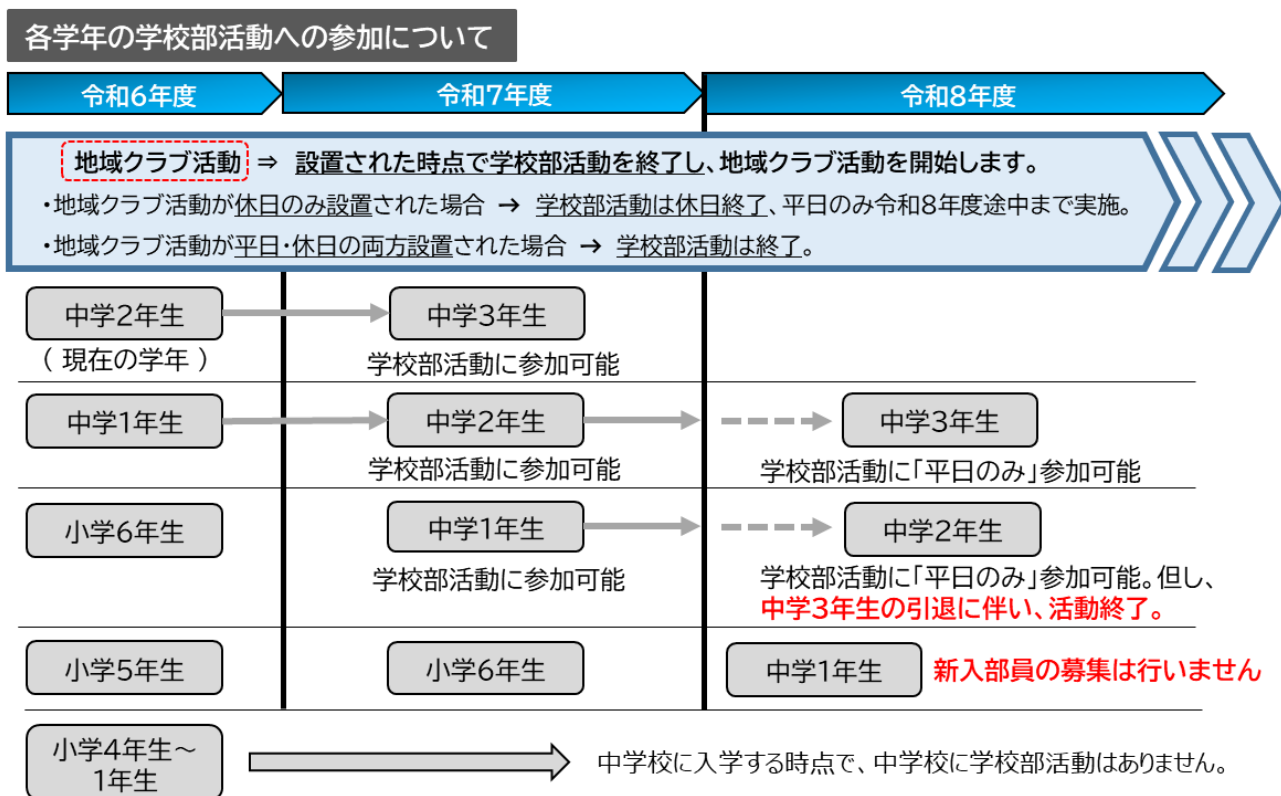 各学年の学校部活動への参加について
令和6年度
令和7年度
令和8年度
地域クラブ活動 ⇒ 設置された時点で学校部活動を終了し、地域クラブ活動を開始します。
・地域クラブ活動が休日のみ設置された場合 → 学校部活動は休日終了、平日のみ令和8年度途中まで実施。
・地域クラブ活動が平日・休日の両方設置された場合 → 学校部活動は終了。
中学2年生
(現在の学年)
中学3年生
学校部活動に参加可能
中学1年生
中学2年生
学校部活動に参加可能
中学3年生
学校部活動に「平日のみ」参加可能
小学6年生
中学1年生
学校部活動に参加可能
中学2年生
学校部活動に「平日のみ」参加可能。但し、
中学3年生の引退に伴い、活動終了。
小学5年生
小学6年生
中学1年生
新入部員の募集は行いません
小学4年生～
1年生
中学校に入学する時点で、中学校に学校部活動はありません。